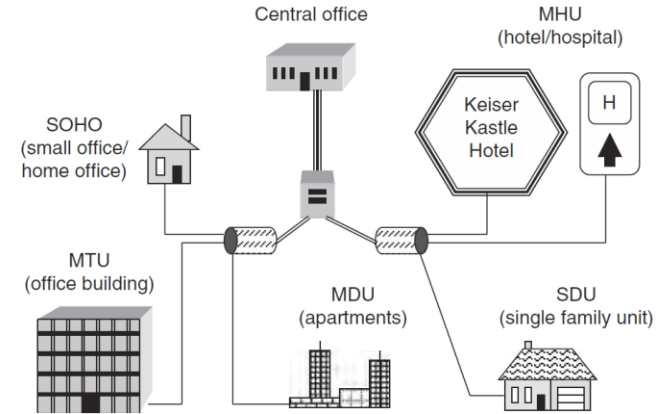 Central office
MHU
(hotel/hospital)
Keiser
Kastle
Hotel
H
SOHO
(small office/
home office)
MTU
(office building)
MDU
(apartments)
SDU
(single family unit)